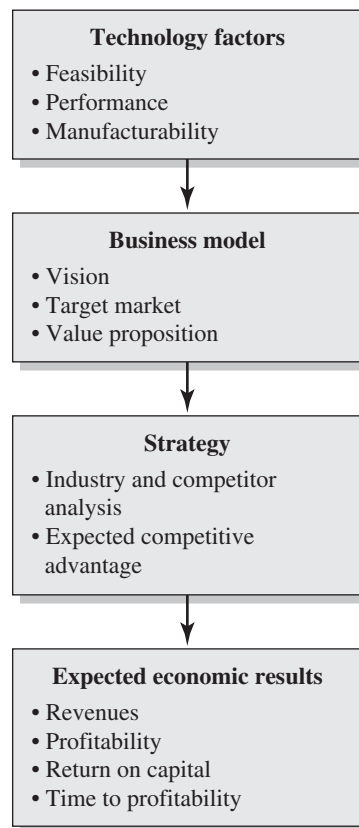 Technology factors
• Feasibility
• Performance
• Manufacturability
Business model
• Vision
• Target market
• Value proposition
Strategy
• Industry and competitor
analysis
• Expected competitive
advantage
Expected economic results
• Revenues
• Profitability
• Return on capital
• Time to profitability